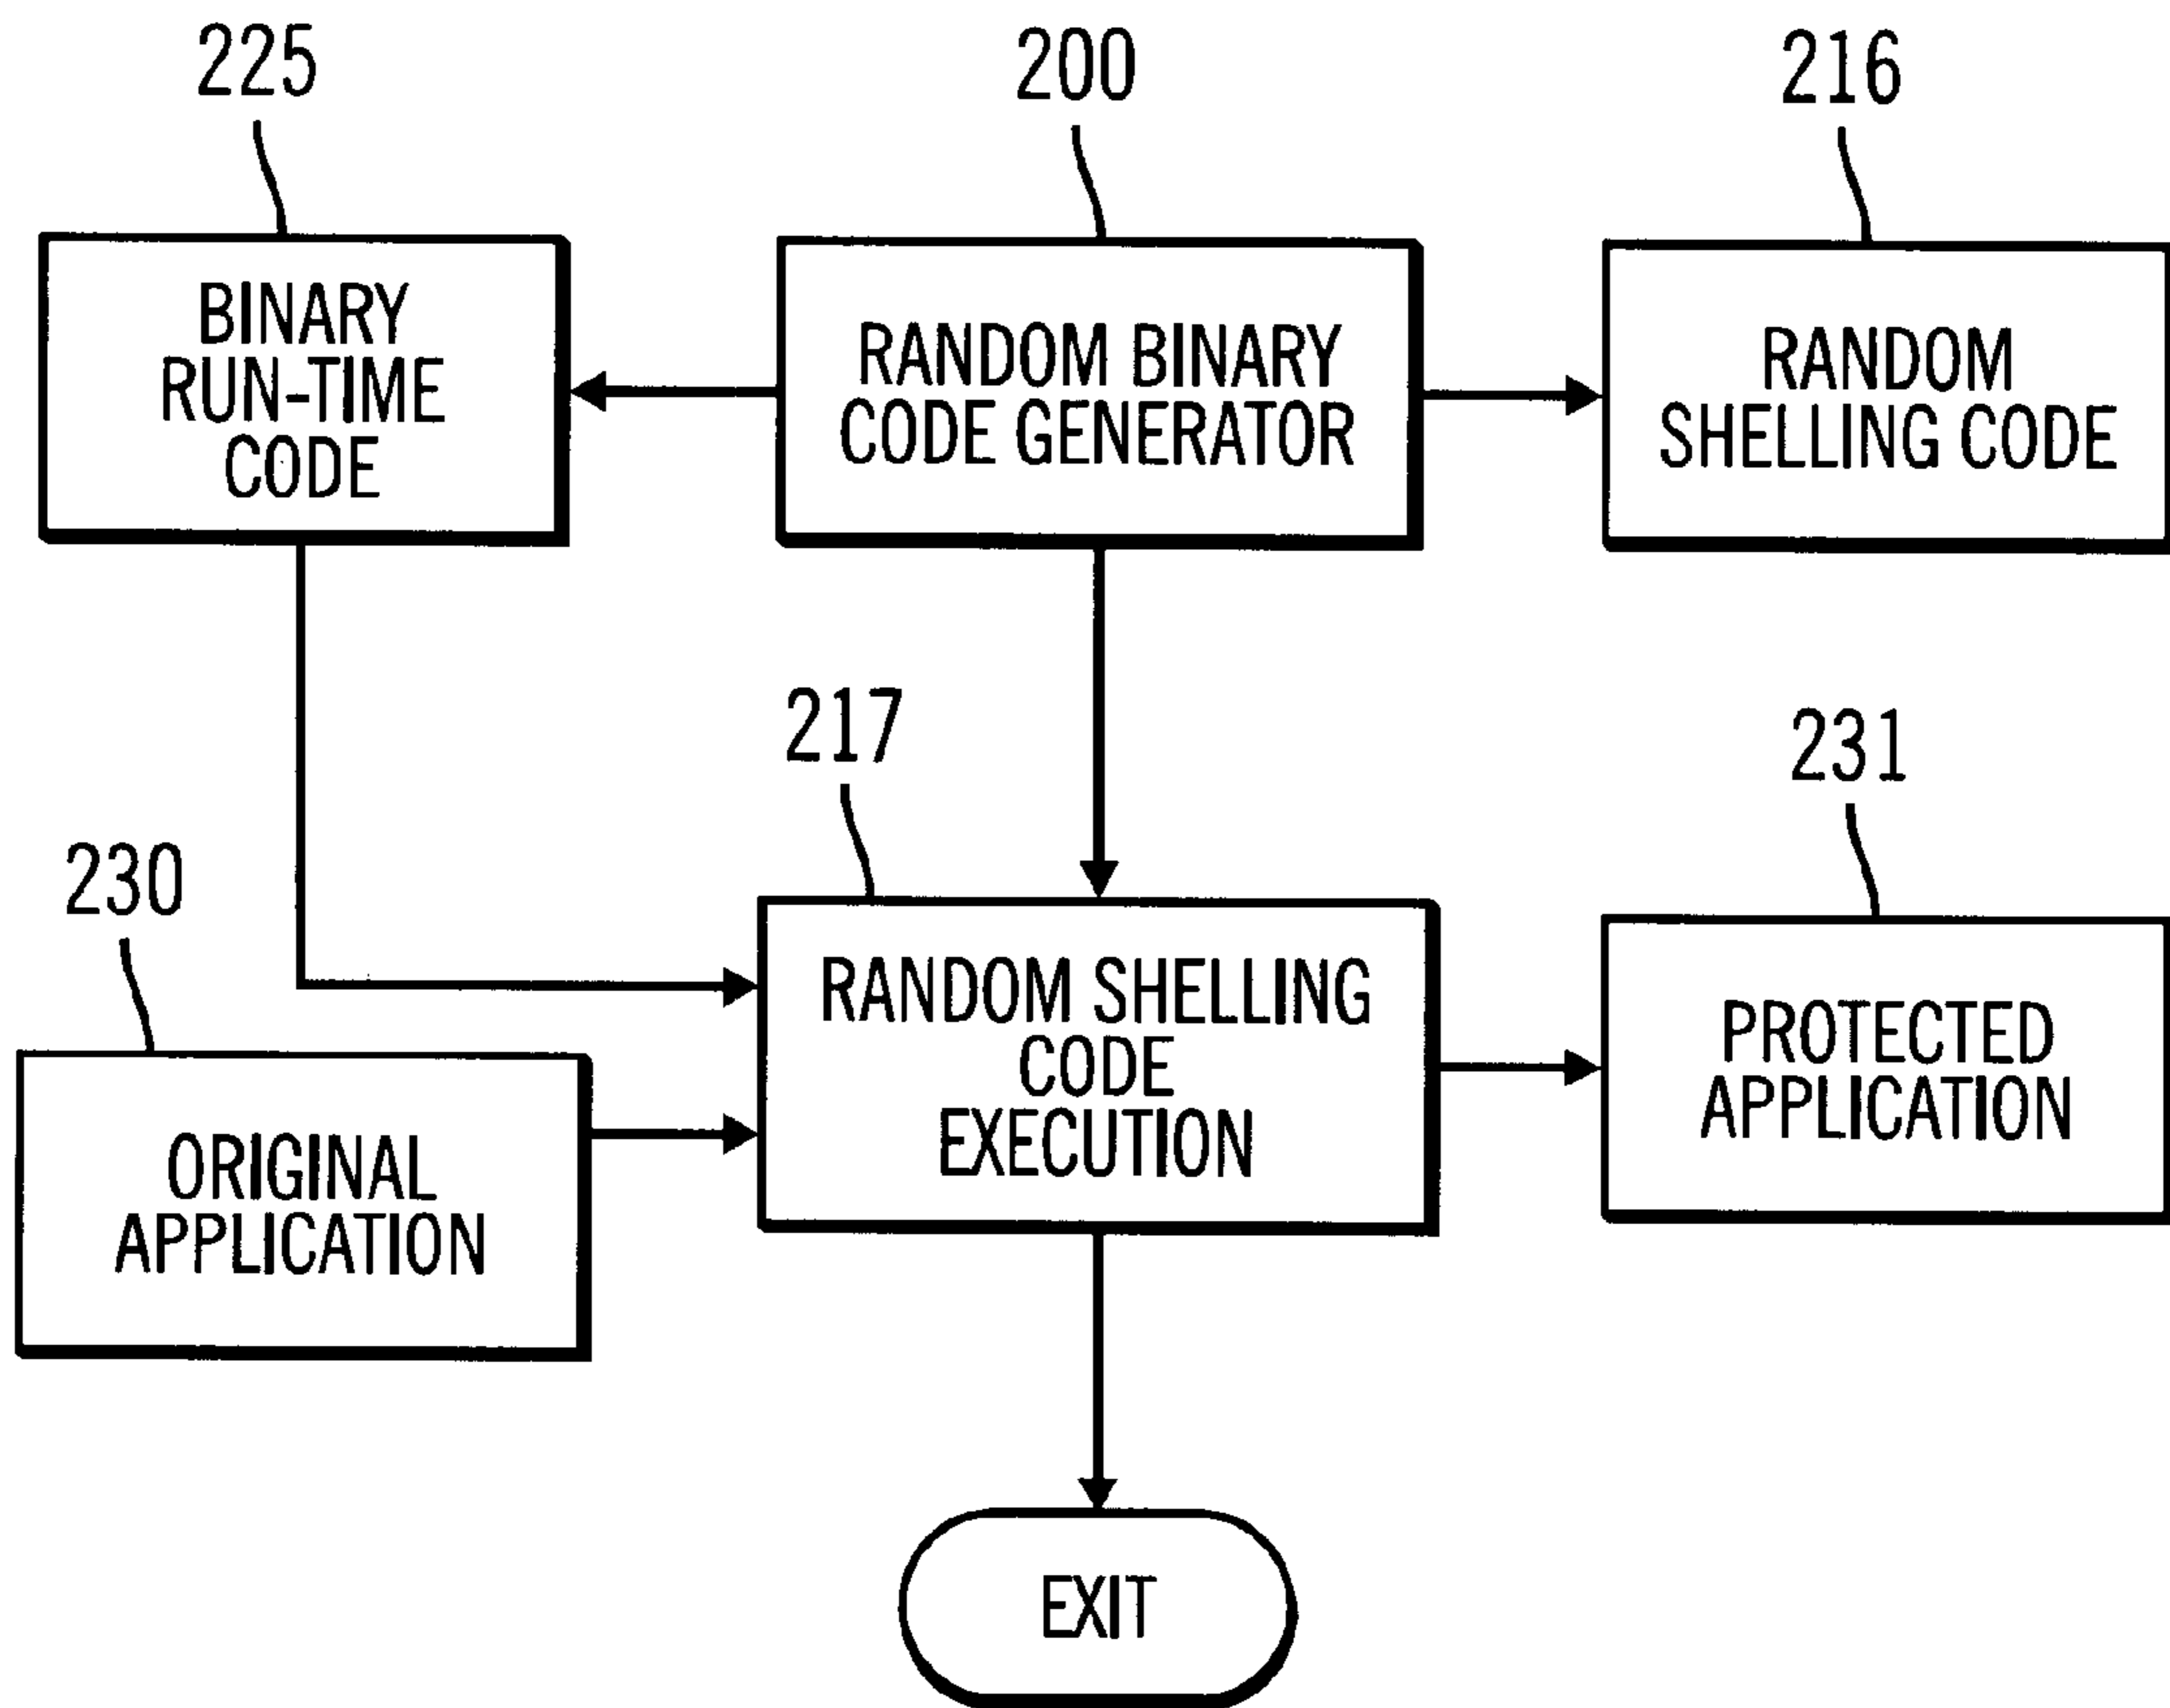 225
200
216
BINARY
RUN-TIME
CODE
RANDOM BINARY
CODE GENERATOR
RANDOM
SHELLING CODE
217
231
230
RANDOM SHELLING
CODE
EXECUTION
PROTECTED
APPLICATION
ORIGINAL
APPLICATION
EXIT